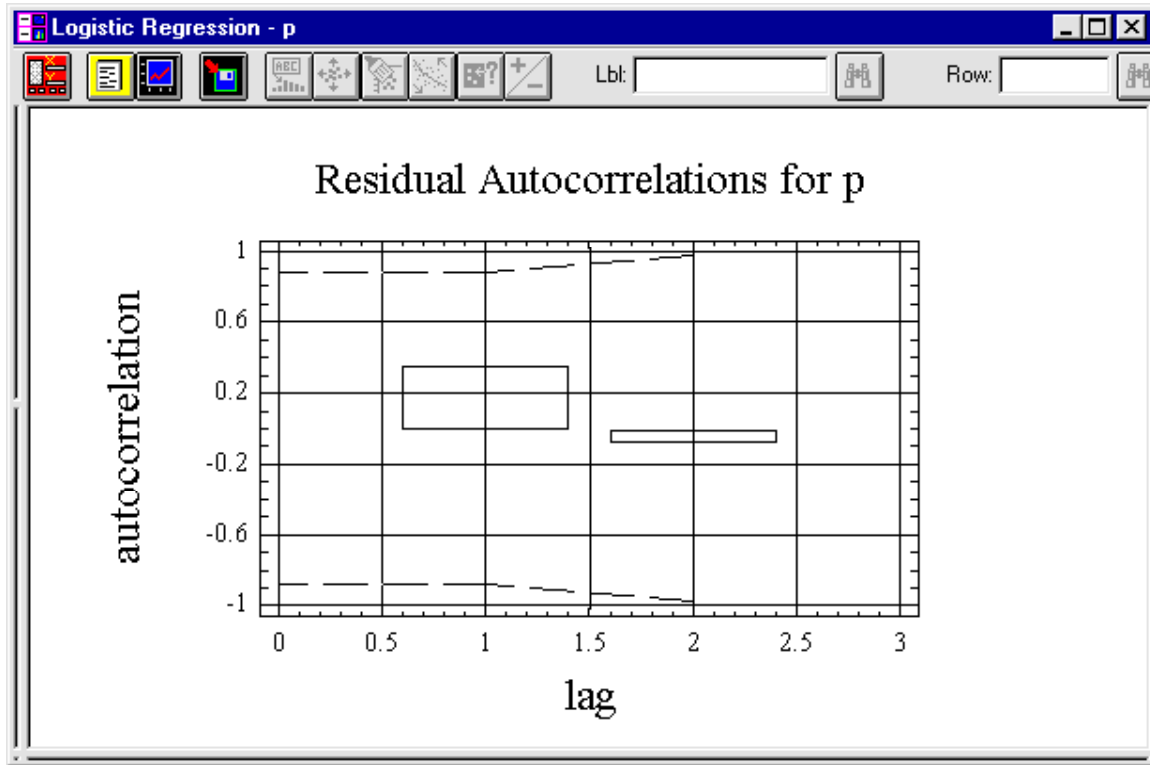 Logistic Regression - p
ABC
Lbl:
Row:
Residual Autocorrelations for p
autocorrelation
1
0.6
0.2
-0.2
-0.6
-1
0
0.5
1
1.5
2
2.5
3
lag